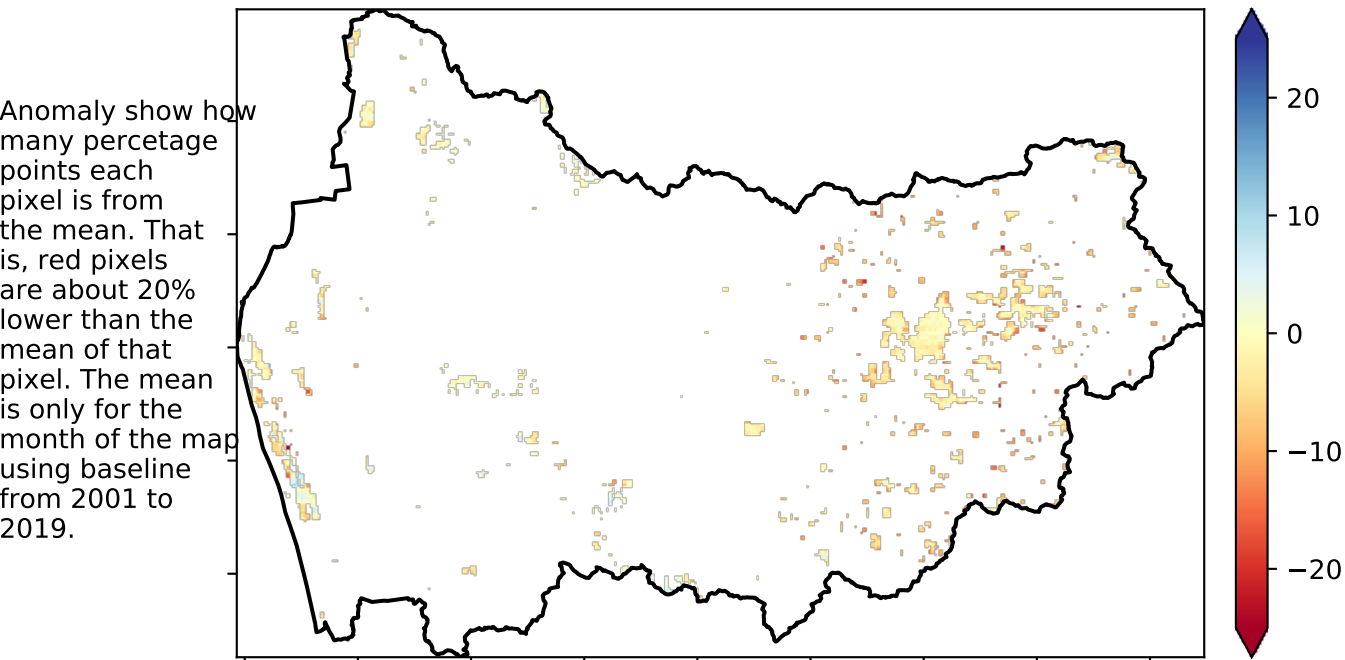 Anomaly show how
many percetage
points each
pixel is from
the mean. That
is, red pixels
are about 20%
lower than the
mean of that
pixel. The mean
is only for the
month of the map
using baseline
from 2001 to
2019.
20
10
0
−10
−20